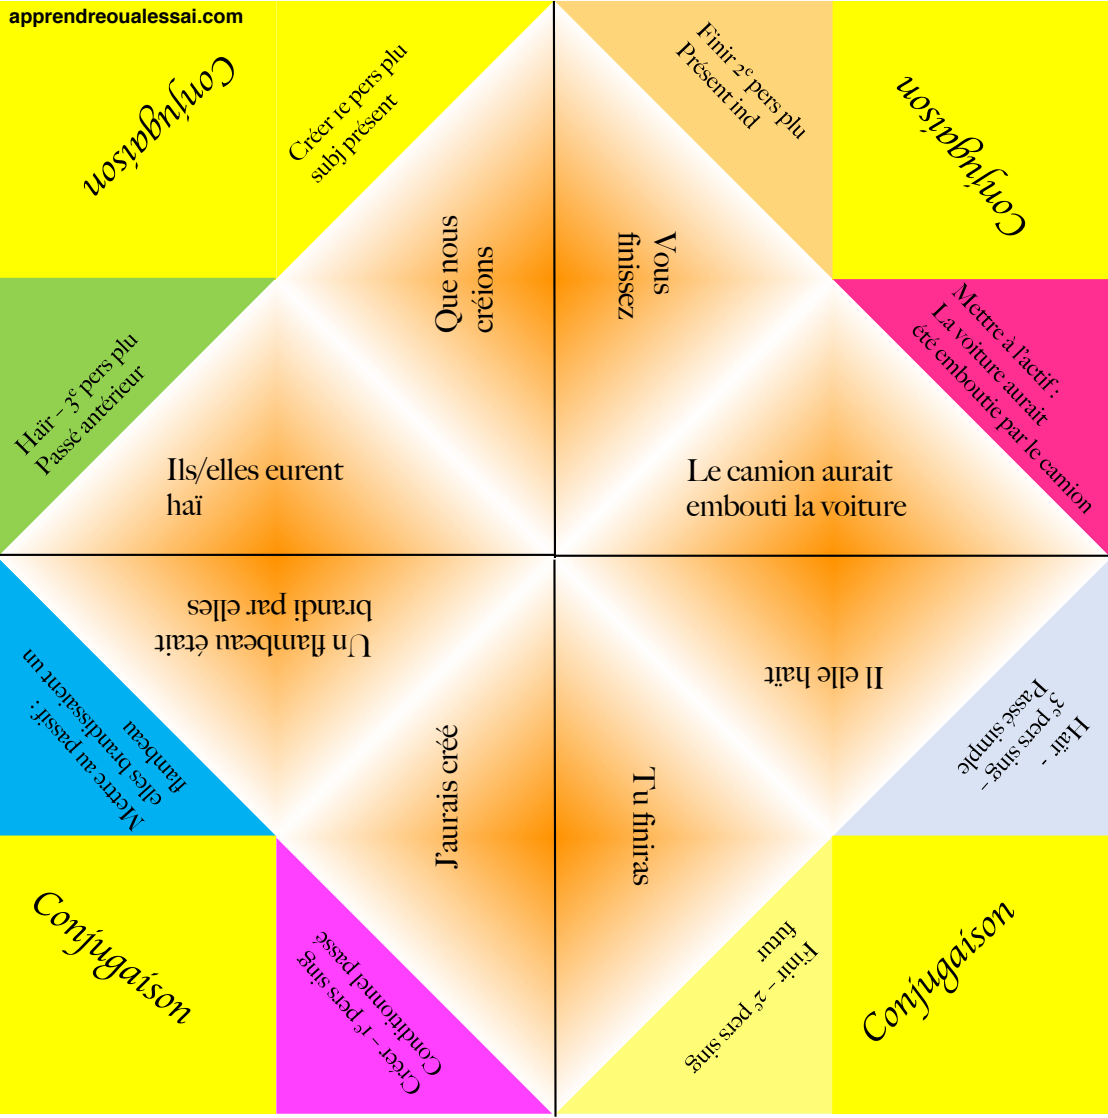 apprendreoualessai.com
Conjugaison
Créer 1e pers plu
subj présent
Finir 2e pers plu
Présent ind
Conjugaison
Haïr – 3e pers plu
Passé antérieur
Que nous
créions
Vous
finissez
Mettre à l'actif :
La voiture aurait
été emboutie par le camion
Ils/elles eurent
haï
Le camion aurait
embouti la voiture
Un flambeau était
brandi par elles
Il elle haït
Mettre au passif :
elles brandissaient un
flambeau
J'aurais créé
Tu finiras
Haïr -
3e pers sing –
Passé simple
Conjugaison
Créer – 1e pers sing
Conditionnel passé
Finir – 2e pers sing
futur
Conjugaison